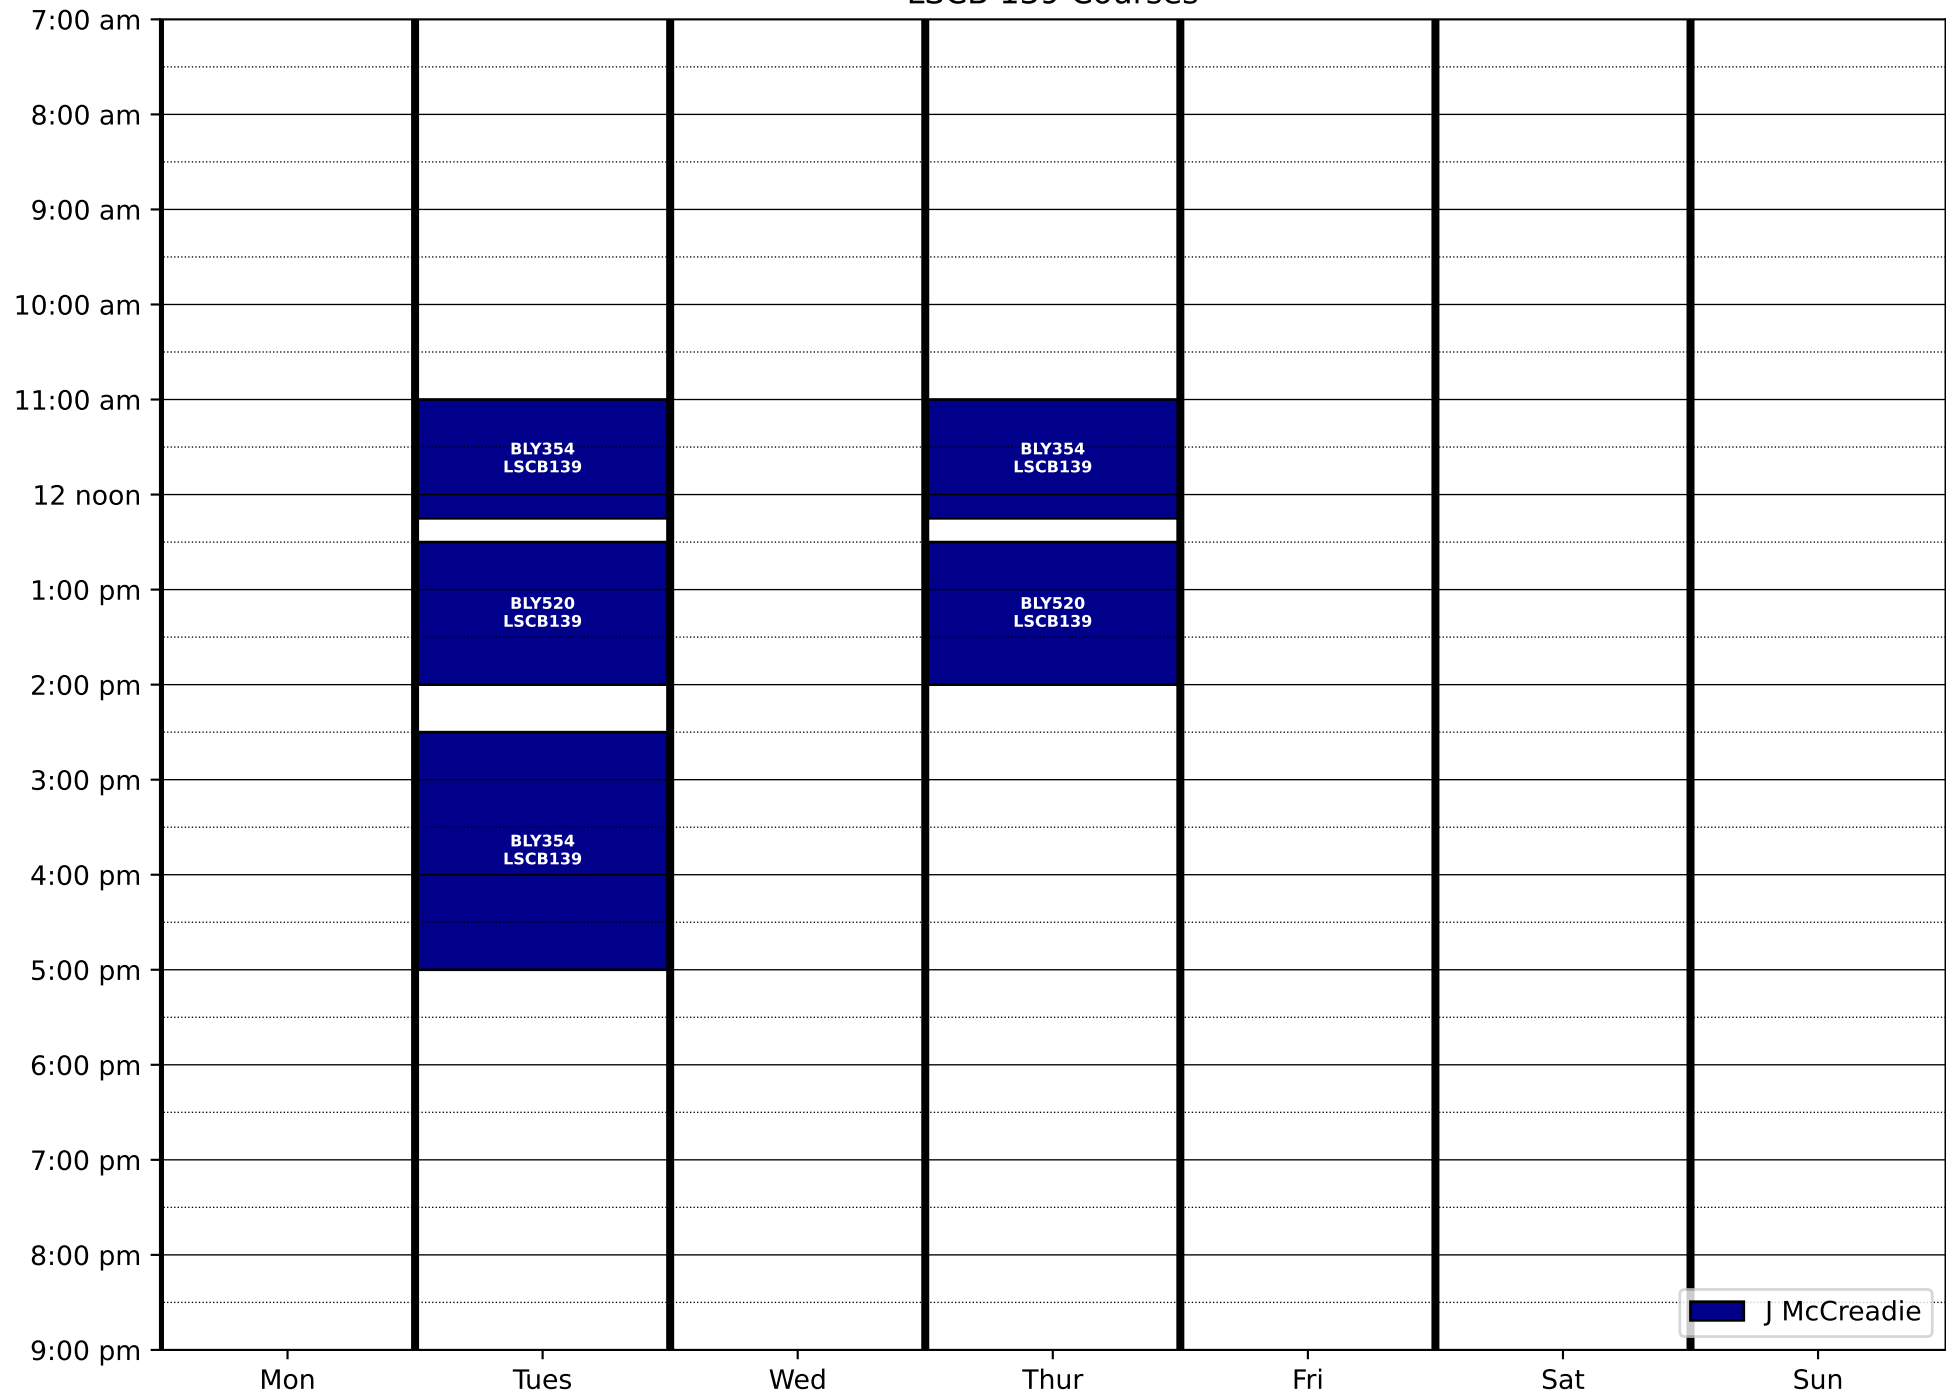 LSCB 139 Courses
7:00 am
8:00 am
9:00 am
10:00 am
11:00 am
12 noon
1:00 pm
2:00 pm
3:00 pm
4:00 pm
5:00 pm
6:00 pm
7:00 pm
8:00 pm
9:00 pm
BLY354
LSCB139
BLY520
LSCB139
BLY354
LSCB139
BLY354
LSCB139
BLY520
LSCB139
J McCreadie
Mon Tues Wed Thur Fri Sat Sun